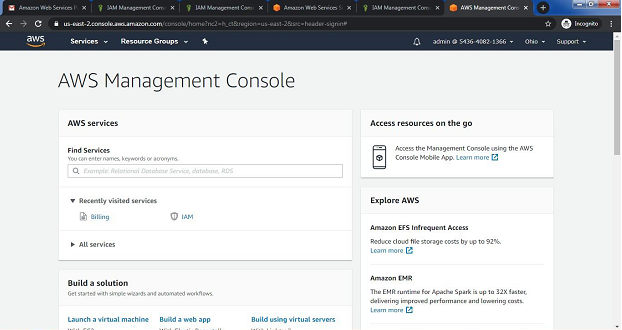 Amazon Web Services
IAM Management Con
IAM Management Con
Amazon Web Services
IAM Management Cons
AWS Management Cons
us-east-2.console.aws.amazon.com/console/home?nc2=h_ct&region=us-east-2&src=header-signin#
Incognito
aws
Services
Resource Groups
admin @ 5436-4082-1366
Ohio
Support
AWS Management Console
AWS services
Find Services
You can enter names, keywords or acronyms.
Example: Relational Database Service, database, RDS
Recently visited services
Billing
IAM
All services
Build a solution
Get started with simple wizards and automated workflows.
Launch a virtual machine
Build a web app
Build using virtual servers
Access resources on the go
Access the Management Console using the AWS
Console Mobile App. Learn more
Explore AWS
Amazon EFS Infrequent Access
Reduce cloud file storage costs by up to 92%.
Learn more
Amazon EMR
The EMR runtime for Apache Spark is up to 32X faster,
delivering improved performance and lowering costs.
Learn more